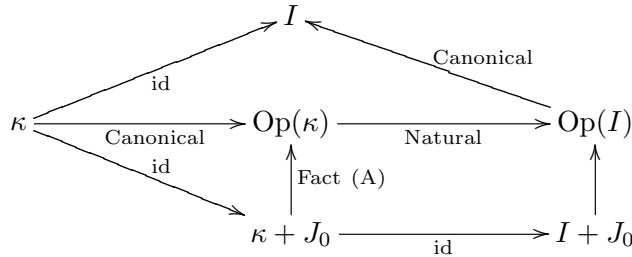 I
Canonical
id
κ Canonical Op(κ) Natural Op(I)
id
Fact (A)
κ + J₀ id I + J₀